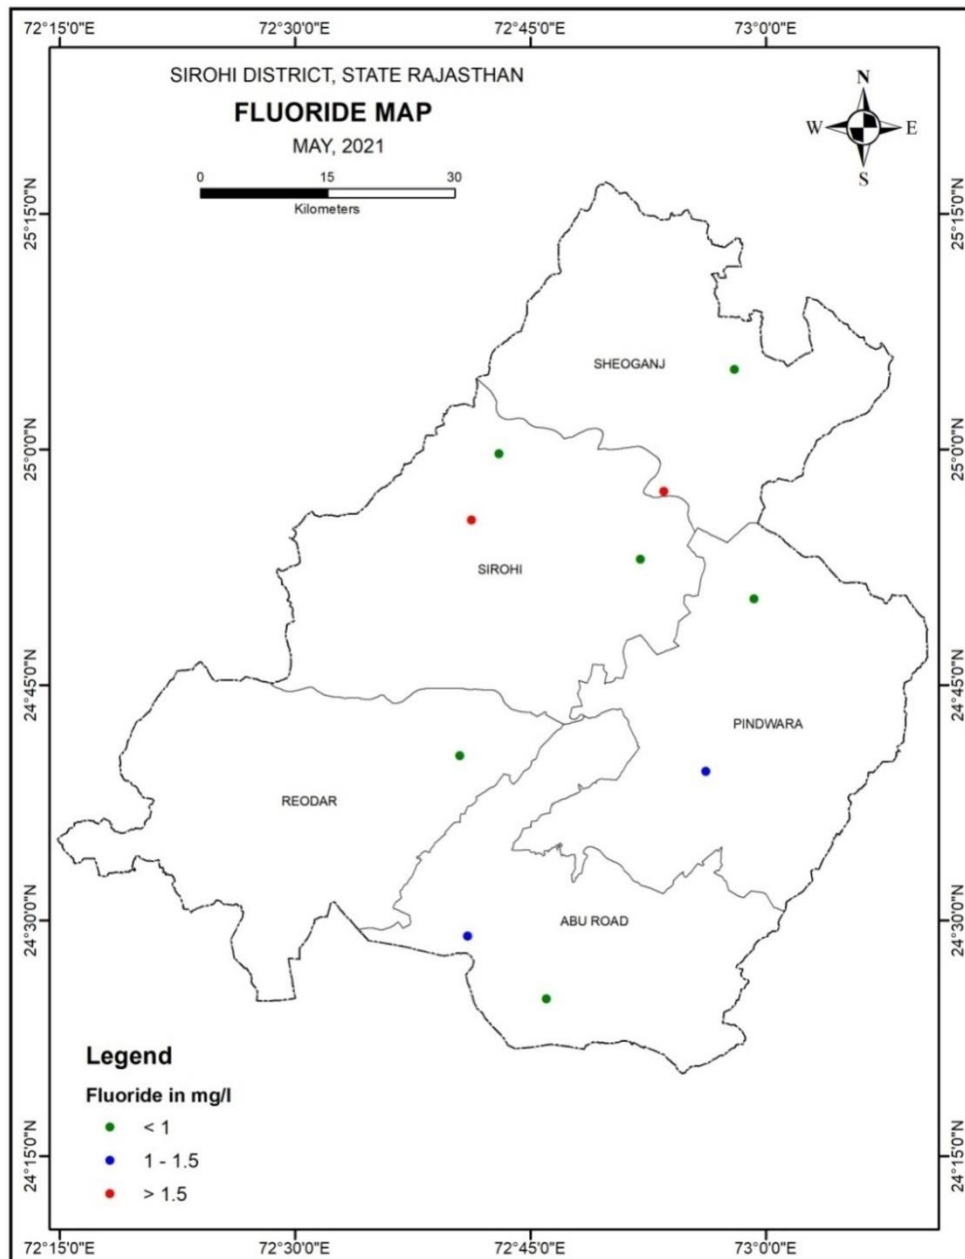 72°15'0"E 72°30'0"E 72°45'0"E 73°0'0"E
SIROHI DISTRICT, STATE RAJASTHAN
FLUORIDE MAP
MAY, 2021
0 15 30
Kilometers
N
W E
S
25°15'0"N 25°15'0"N
SHEOGANJ
25°0'0"N 25°0'0"N
SIROHI
24°45'0"N 24°45'0"N
PINDWARA
REODAR
24°30'0"N 24°30'0"N
ABU ROAD
Legend
Fluoride in mg/l
< 1
1 - 1.5
> 1.5
24°15'0"N 24°15'0"N
72°15'0"E 72°30'0"E 72°45'0"E 73°0'0"E